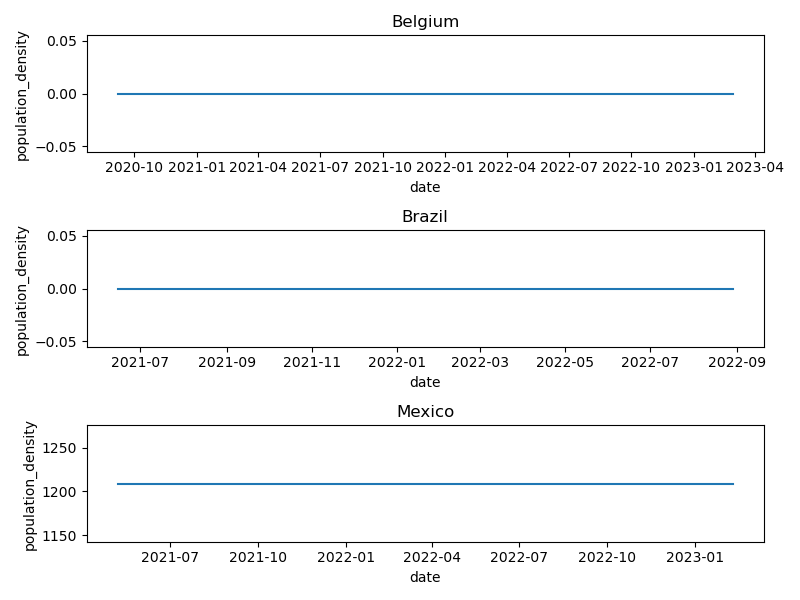 Belgium
population_density
0.05
0.00
−0.05
2020-10 2021-01 2021-04 2021-07 2021-10 2022-01 2022-04 2022-07 2022-10 2023-01 2023-04
date
Brazil
population_density
0.05
0.00
−0.05
2021-07 2021-09 2021-11 2022-01 2022-03 2022-05 2022-07 2022-09
date
Mexico
population_density
1250
1200
1150
2021-07 2021-10 2022-01 2022-04 2022-07 2022-10 2023-01
date